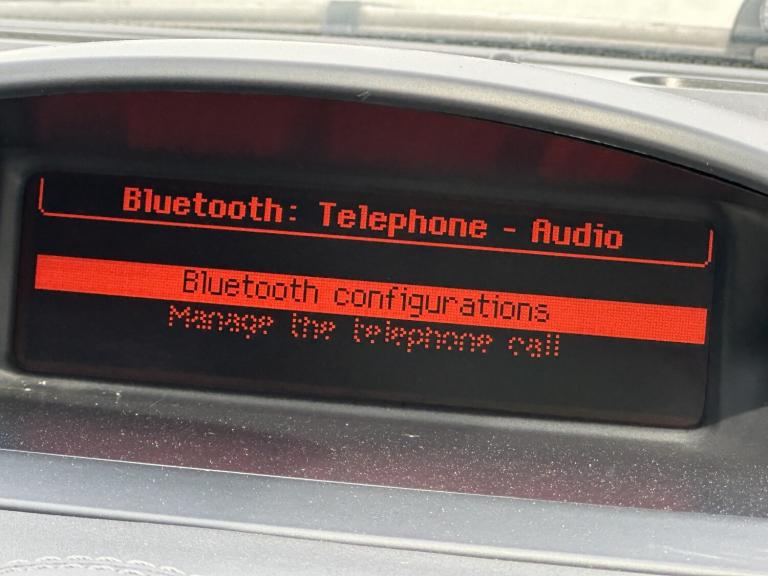 Bluetooth: Telephone - Audio
Bluetooth configurations
Manage the telephone call